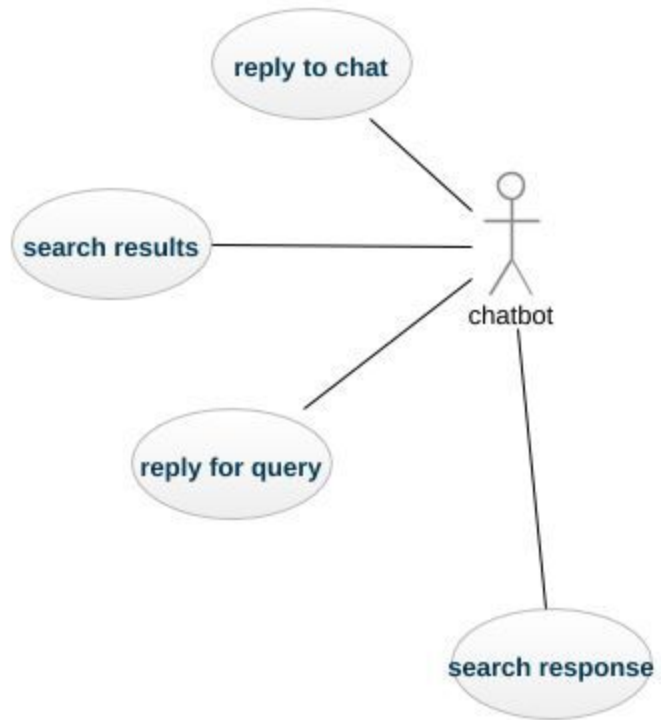 reply to chat
search results
chatbot
reply for query
search response